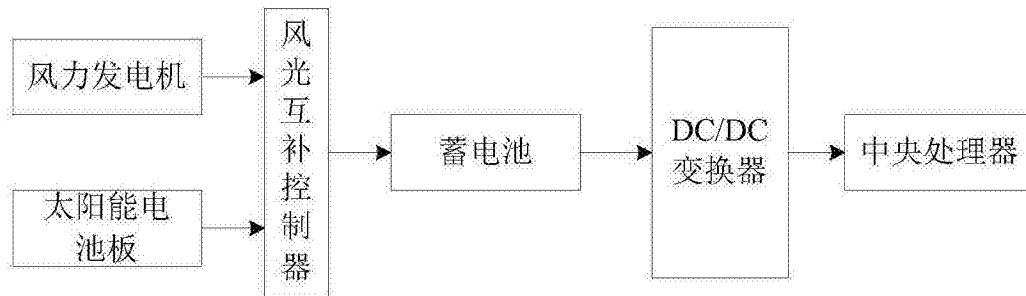 风力发电机
太阳能电
池板
风
光
互
补
控
制
器
蓄电池
DC/DC
变换器
中央处理器